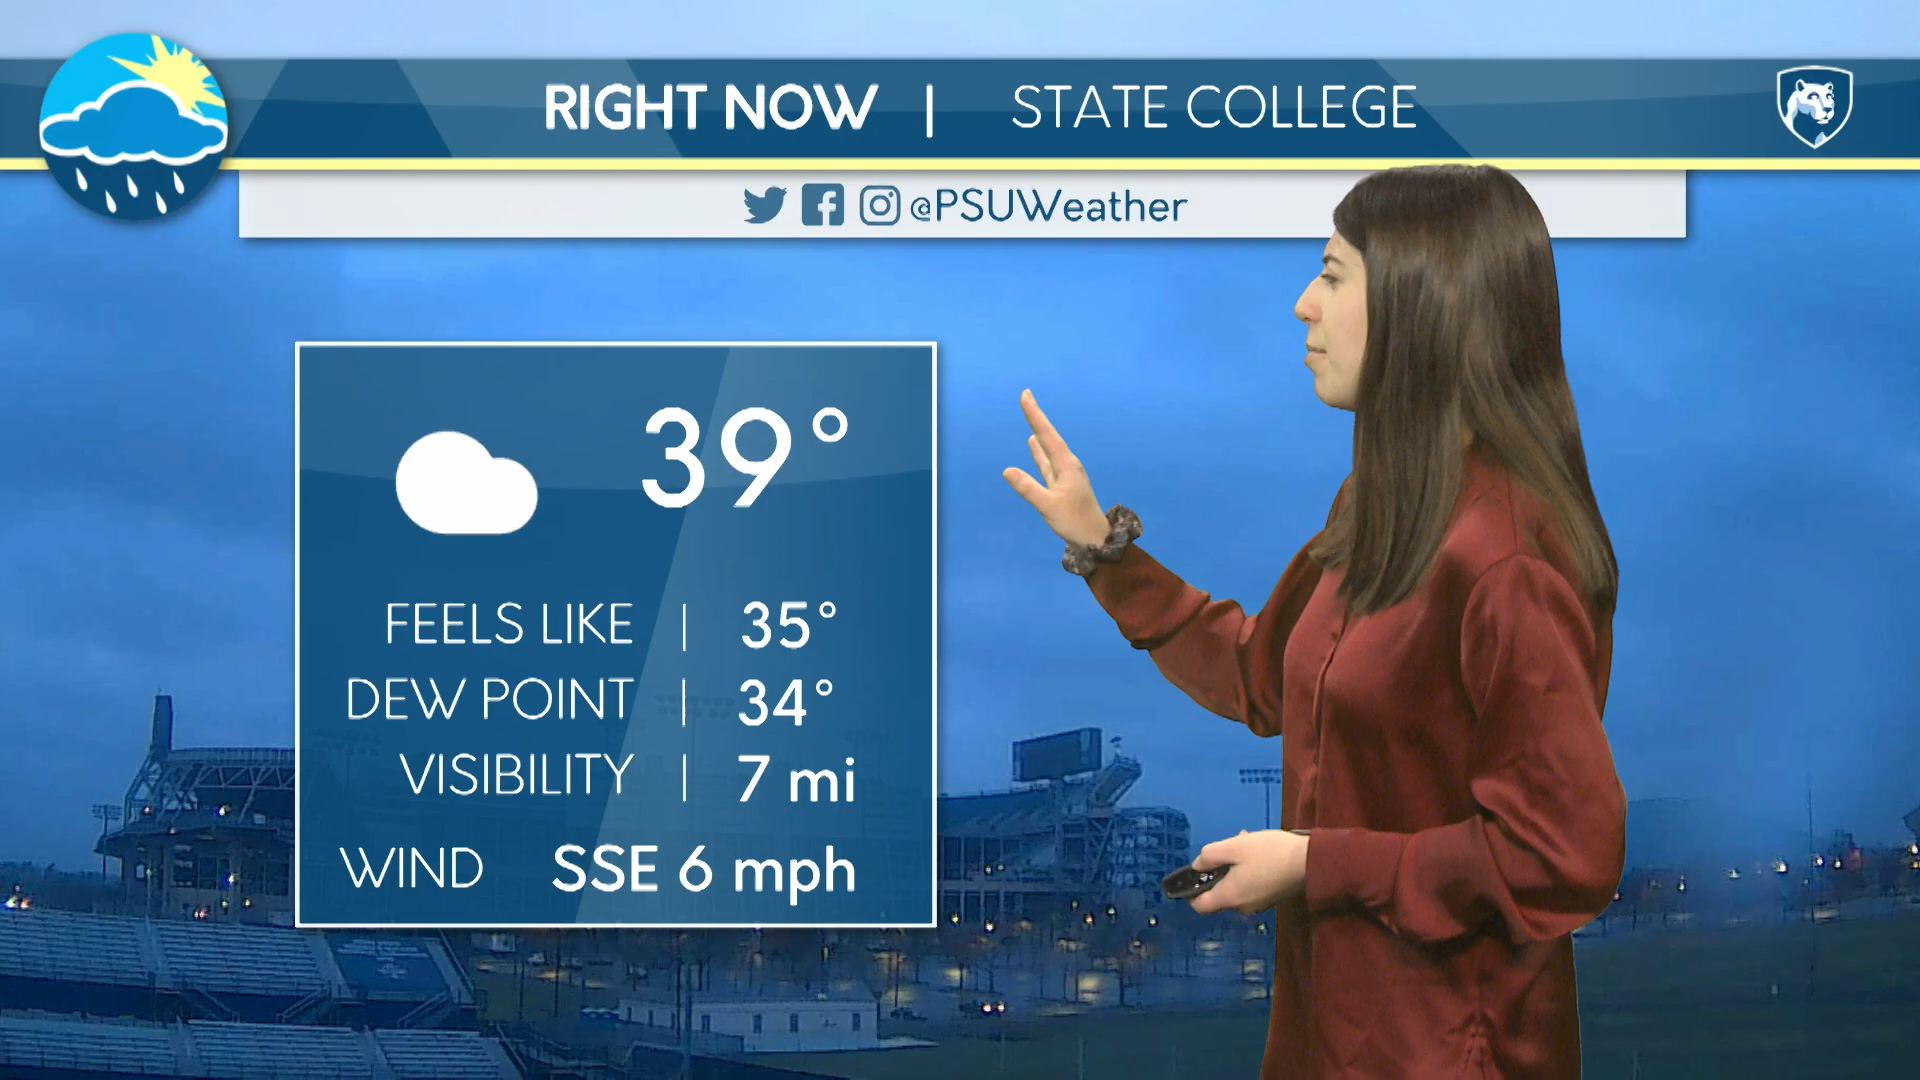 RIGHT NOW | STATE COLLEGE
@PSUWeather
39°
FEELS LIKE | 35°
DEW POINT | 34°
VISIBILITY | 7 mi
WIND SSE 6 mph